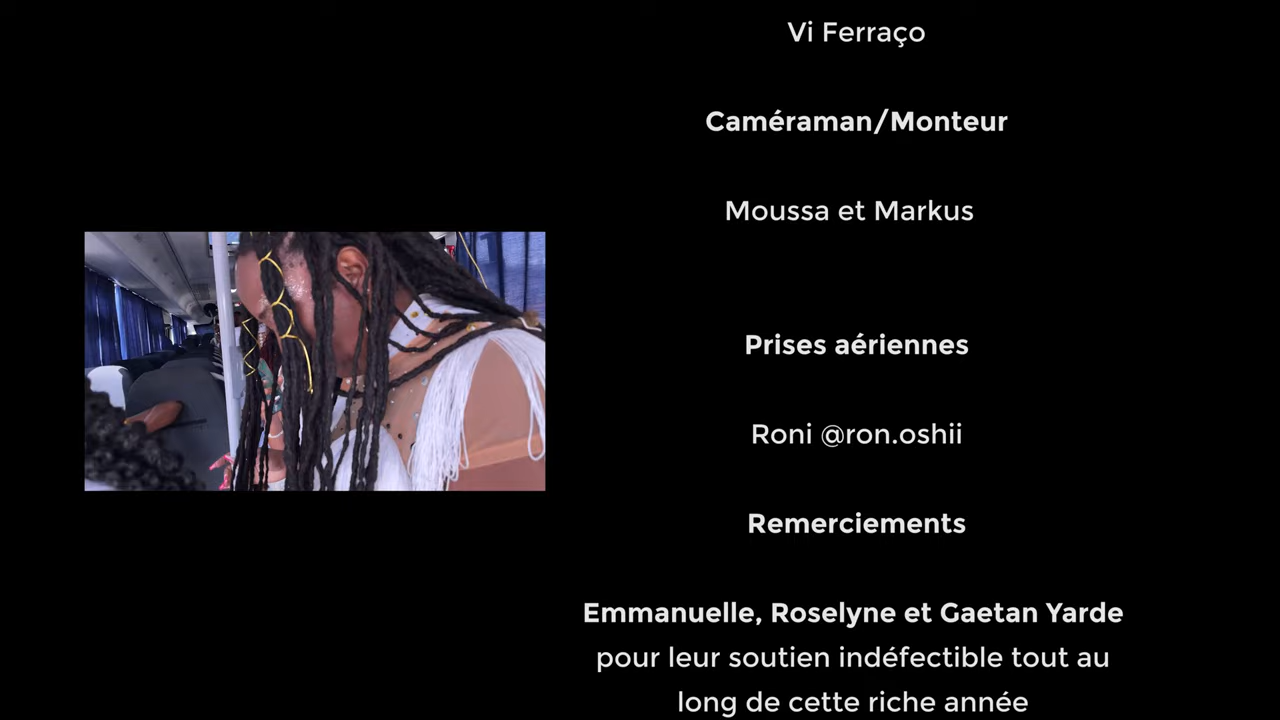 Vi Ferraço
Caméraman/Monteur
Moussa et Markus
Prises aériennes
Roni @ron.oshii
Remerciements
Emmanuelle, Roselyne et Gaetan Yarde
pour leur soutien indéfectible tout au
long de cette riche année